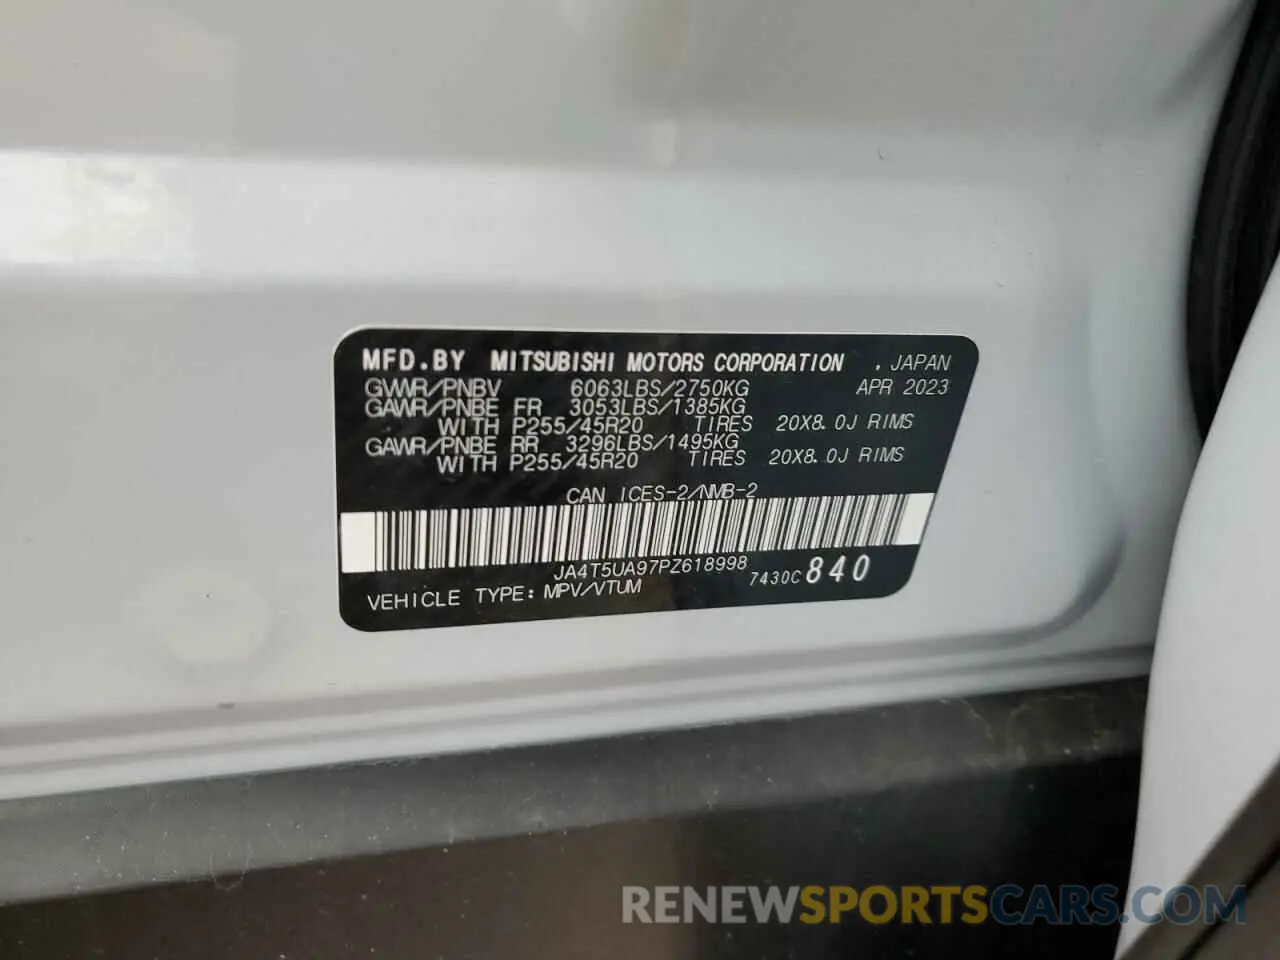 MFD.BY MITSUBISHI MOTORS CORPORATION , JAPAN
GVWR/PNBV 6063LBS/2750KG APR 2023
GAWR/PNBE FR 3053LBS/1385KG
WITH P255/45R20 TIRES 20X8.0J RIMS
GAWR/PNBE RR 3296LBS/1495KG
WITH P255/45R20 TIRES 20X8.0J RIMS
CAN ICES-2/NMB-2
JA4T5UA97PZ618998
7430C 840
VEHICLE TYPE: MPV/VTUM
RENEWSPORTSCARS.COM